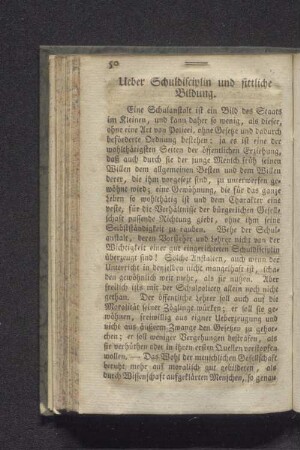 50
Ueber Schuldisciplin und sittliche
Bildung.
Eine Schulanstalt ist ein Bild des Staats
im Kleinen, und kann daher so wenig, als dieser,
ohne eine Art von Policei, ohne Gesetze und dadurch
beförderte Ordnung bestehen; ja es ist eine der
wohlthätigsten Seiten der öffentlichen Erziehung,
daß auch durch sie der junge Mensch früh seinen
Willen dem allgemeinen Besten und dem Willen
derer, die ihm vorgesetzt sind, zu unterwerfen ge-
wöhnt wird; eine Gewöhnung, die für das ganze
Leben so wohlthätig ist und dem Charakter eine
veste, für die Verhältnisse der bürgerlichen Gesell-
schaft passende Richtung giebt, ohne ihm seine
Selbstständigkeit zu rauben. Wehe der Schul-
anstalt, deren Vorsteher und Lehrer nicht von der
Wichtigkeit einer gut eingerichteten Schuldisciplin
überzeugt sind! Solche Anstalten, auch wenn der
Unterricht in denselben nicht mangelhaft ist, scha-
den gewöhnlich weit mehr, als sie nutzen. Aber
freilich ist es mit der Schulpolicei allein noch nicht
gethan. Der öffentliche Lehrer soll auch auf die
Moralität seiner Zöglinge würken; er soll sie ge-
wöhnen, freiwillig aus eigner Ueberzeugung und
nicht aus äußerm Zwange den Gesetzen zu gehor-
chen; er soll weniger Vergehungen bestrafen, als
sie verhüten oder in ihren ersten Quellen verstopfen
wollen. — Das Wohl der menschlichen Gesellschaft
beruht mehr auf moralisch gut gebildeten, als
durch Wissenschaft aufgeklärten Menschen, so genau